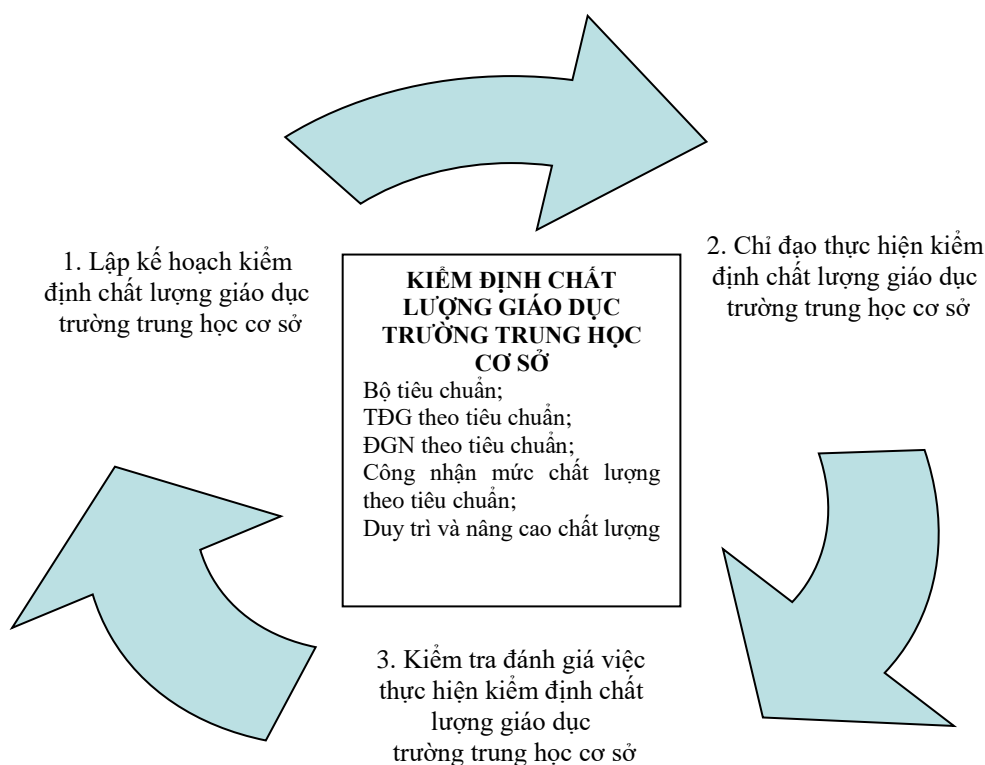 1. Lập kế hoạch kiểm
định chất lượng giáo dục
trường trung học cơ sở
2. Chỉ đạo thực hiện kiểm
định chất lượng giáo dục
trường trung học cơ sở
KIỂM ĐỊNH CHẤT
LƯỢNG GIÁO DỤC
TRƯỜNG TRUNG HỌC
CƠ SỞ
Bộ tiêu chuẩn;
TĐG theo tiêu chuẩn;
ĐGN theo tiêu chuẩn;
Công nhận mức chất lượng
theo tiêu chuẩn;
Duy trì và nâng cao chất lượng
3. Kiểm tra đánh giá việc
thực hiện kiểm định chất
lượng giáo dục
trường trung học cơ sở